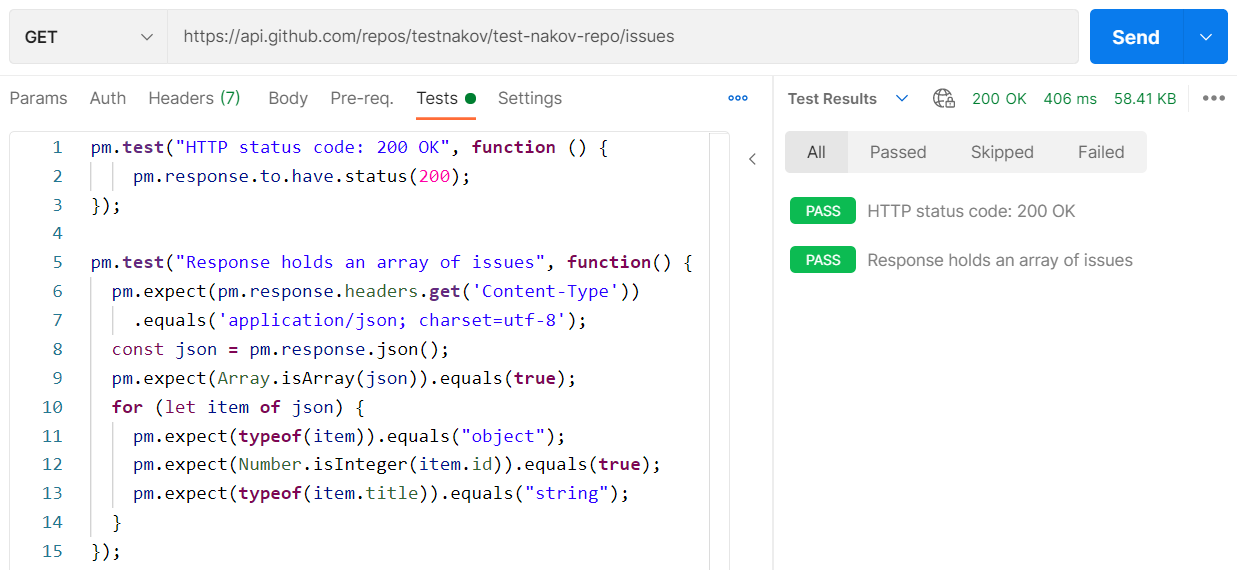 GET https://api.github.com/repos/testnakov/test-nakov-repo/issues Send
Params Auth Headers (7) Body Pre-req. Tests Settings
Test Results 200 OK 406 ms 58.41 KB
All Passed Skipped Failed
PASS HTTP status code: 200 OK
PASS Response holds an array of issues
1 pm.test("HTTP status code: 200 OK", function () {
2 pm.response.to.have.status(200);
3 });
4
5 pm.test("Response holds an array of issues", function() {
6 pm.expect(pm.response.headers.get('Content-Type'))
7 .equals('application/json; charset=utf-8');
8 const json = pm.response.json();
9 pm.expect(Array.isArray(json)).equals(true);
10 for (let item of json) {
11 pm.expect(typeof(item)).equals("object");
12 pm.expect(Number.isInteger(item.id)).equals(true);
13 pm.expect(typeof(item.title)).equals("string");
14 }
15 });